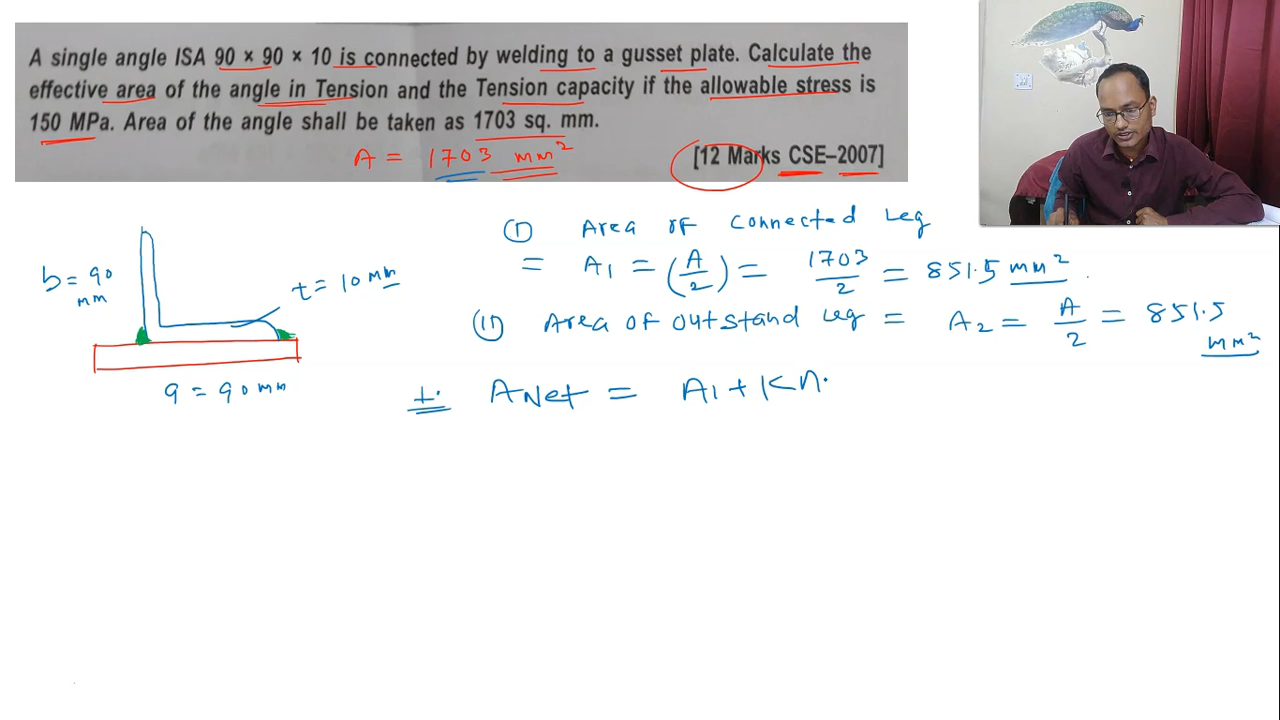 A single angle ISA 90 × 90 × 10 is connected by welding to a gusset plate. Calculate the
effective area of the angle in Tension and the Tension capacity if the allowable stress is
150 MPa. Area of the angle shall be taken as 1703 sq. mm.
A = 1703 mm²
[12 Marks CSE–2007]
b = 90
mm
t = 10 mm
a = 90 mm
(I) Area of connected leg
= A1 = (A/2) = 1703/2 = 851.5 mm²
(II) Area of outstand leg = A2 = A/2 = 851.5
mm²
ANet = A1 + K